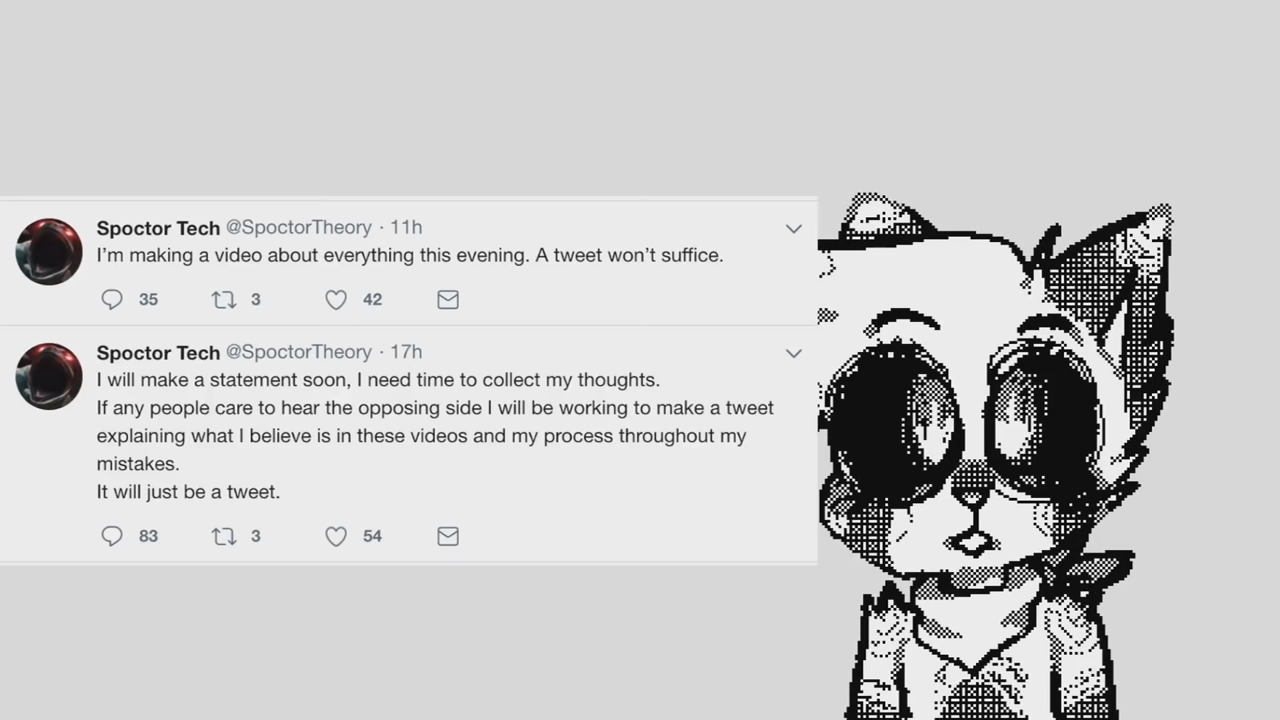 Spoctor Tech @SpoctorTheory · 11h
I'm making a video about everything this evening. A tweet won't suffice.
35 3 42
Spoctor Tech @SpoctorTheory · 17h
I will make a statement soon, I need time to collect my thoughts.
If any people care to hear the opposing side I will be working to make a tweet
explaining what I believe is in these videos and my process throughout my
mistakes.
It will just be a tweet.
83 3 54